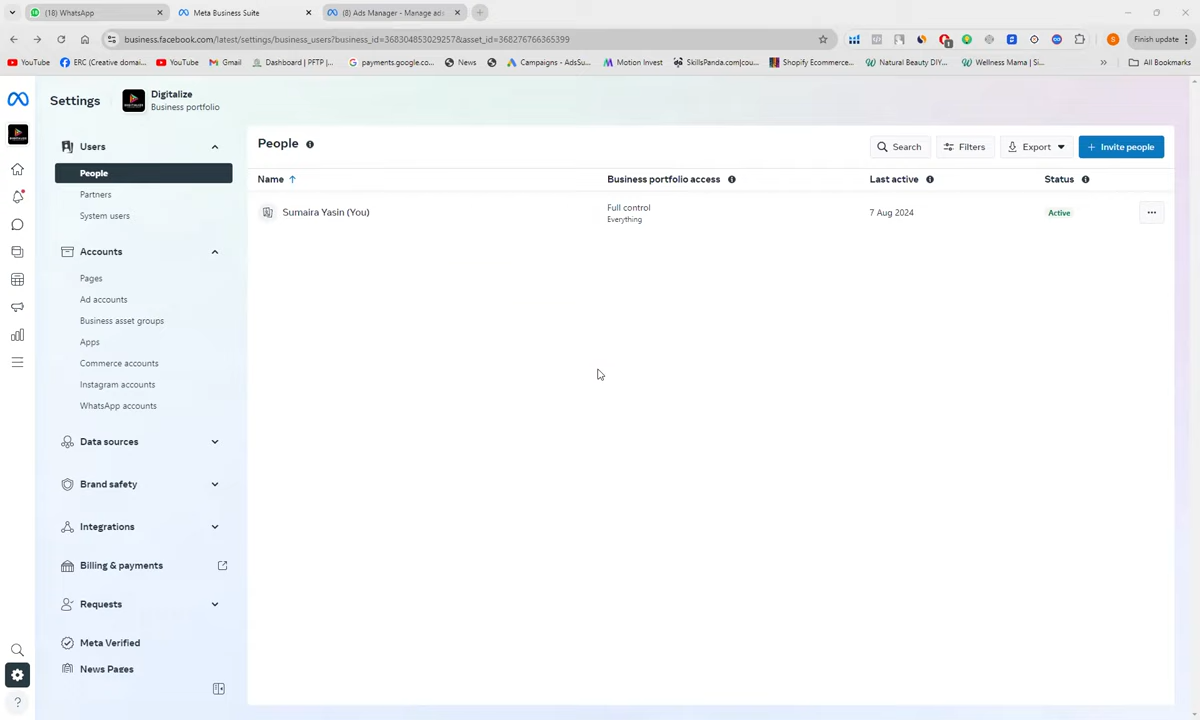 (18) WhatsApp
Meta Business Suite
(8) Ads Manager - Manage ad
business.facebook.com/latest/settings/business_users?business_id=368304853029257&asset_id=368276766365399
Finish update
YouTube
ERC (Creative domai...
YouTube
Gmail
Dashboard | PFTP |...
payments.google.co...
News
Campaigns - AdsSu...
Motion Invest
SkillsPanda.com|cou...
Shopify Ecommerce...
Natural Beauty DIY...
Wellness Mama | Si...
All Bookmarks
Settings
Digitalize
Business portfolio
Users
People
Partners
System users
Accounts
Pages
Ad accounts
Business asset groups
Apps
Commerce accounts
Instagram accounts
WhatsApp accounts
Data sources
Brand safety
Integrations
Billing & payments
Requests
Meta Verified
News Pages
People
Search
Filters
Export
+ Invite people
Name ↑
Business portfolio access
Last active
Status
Sumaira Yasin (You)
Full control
Everything
7 Aug 2024
Active